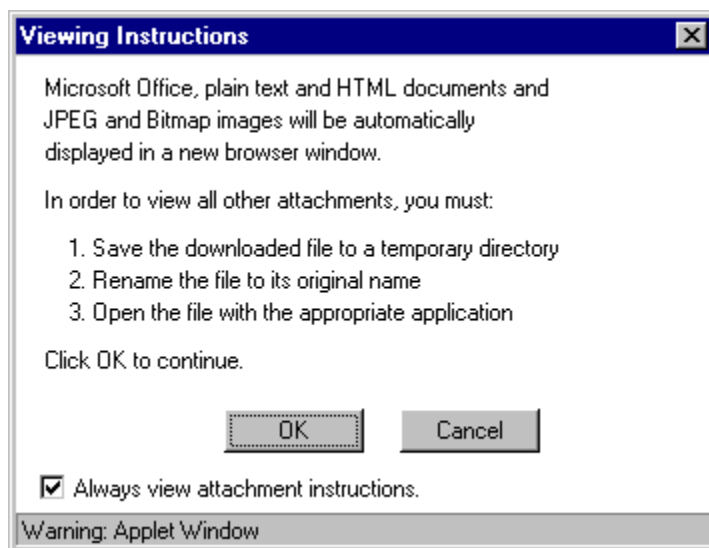 Viewing Instructions
Microsoft Office, plain text and HTML documents and
JPEG and Bitmap images will be automatically
displayed in a new browser window.
In order to view all other attachments, you must:
1. Save the downloaded file to a temporary directory
2. Rename the file to its original name
3. Open the file with the appropriate application
Click OK to continue.
OK Cancel
Always view attachment instructions.
Warning: Applet Window